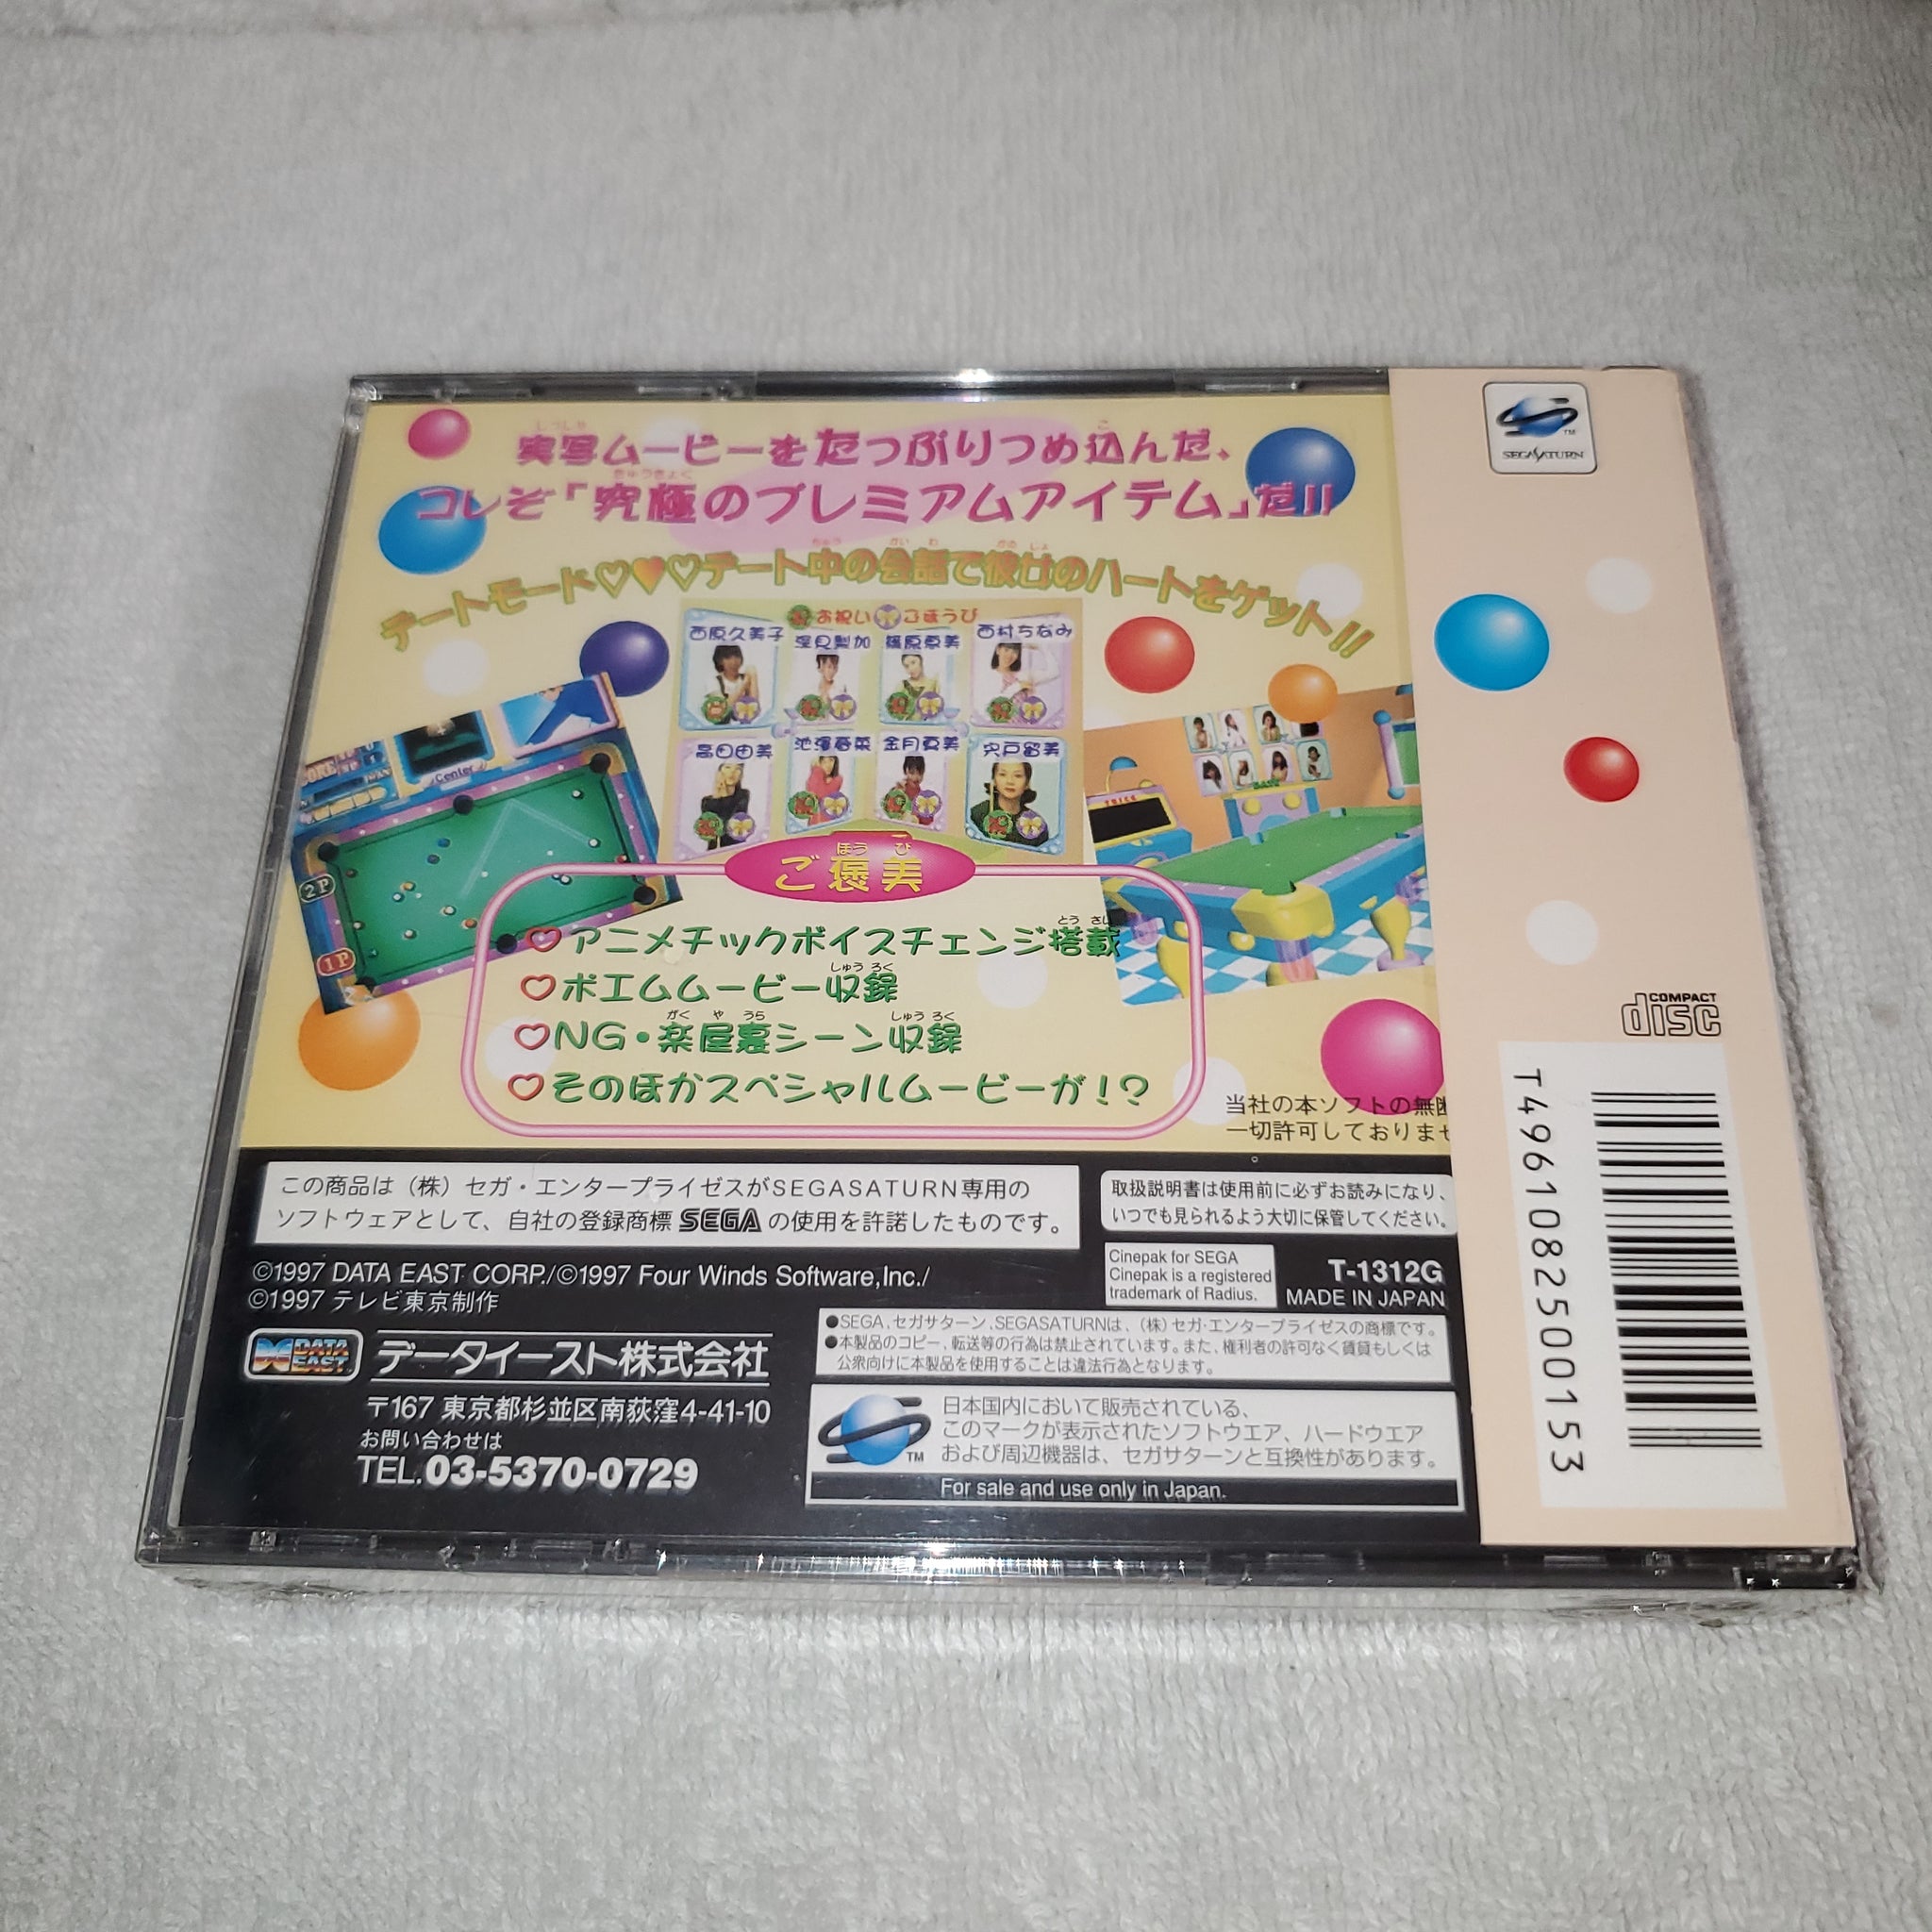 実写ムービーをたっぷりつめ込んだ、
コレぞ「究極のプレミアムアイテム」だ!!
デートモード♡♥♡デート中の会話で彼女のハートをゲット!!
お祝い ごほうび
西原久美子 篠原恵美 西村ちなみ
高田由美 池澤春菜 金月真美 宍戸留美
Center
2P
1P
ご褒美
♡アニメチックボイスチェンジ搭載
♡ポエムムービー収録
♡NG・楽屋裏シーン収録
♡そのほかスペシャルムービーが!?
当社の本ソフトの無断
一切許可しておりませ
この商品は(株)セガ・エンタープライゼスがSEGASATURN専用の
ソフトウェアとして、自社の登録商標 SEGA の使用を許諾したものです。
取扱説明書は使用前に必ずお読みになり、
いつでも見られるよう大切に保管してください。
©1997 DATA EAST CORP./©1997 Four Winds Software,Inc./
©1997 テレビ東京制作
Cinepak for SEGA
Cinepak is a registered
trademark of Radius.
T-1312G
MADE IN JAPAN
DATA EAST
データイースト株式会社
〒167 東京都杉並区南荻窪4-41-10
お問い合わせは
TEL.03-5370-0729
●SEGA、セガサターン、SEGASATURNは、(株)セガ・エンタープライゼスの商標です。
●本製品のコピー、転送等の行為は禁止されています。また、権利者の許可なく賃貸もしくは
公衆向けに本製品を使用することは違法行為となります。
日本国内において販売されている、
このマークが表示されたソフトウエア、ハードウエア
および周辺機器は、セガサターンと互換性があります。
TM
For sale and use only in Japan.
SEGA SATURN
TM
COMPACT
disc
T4961082500153